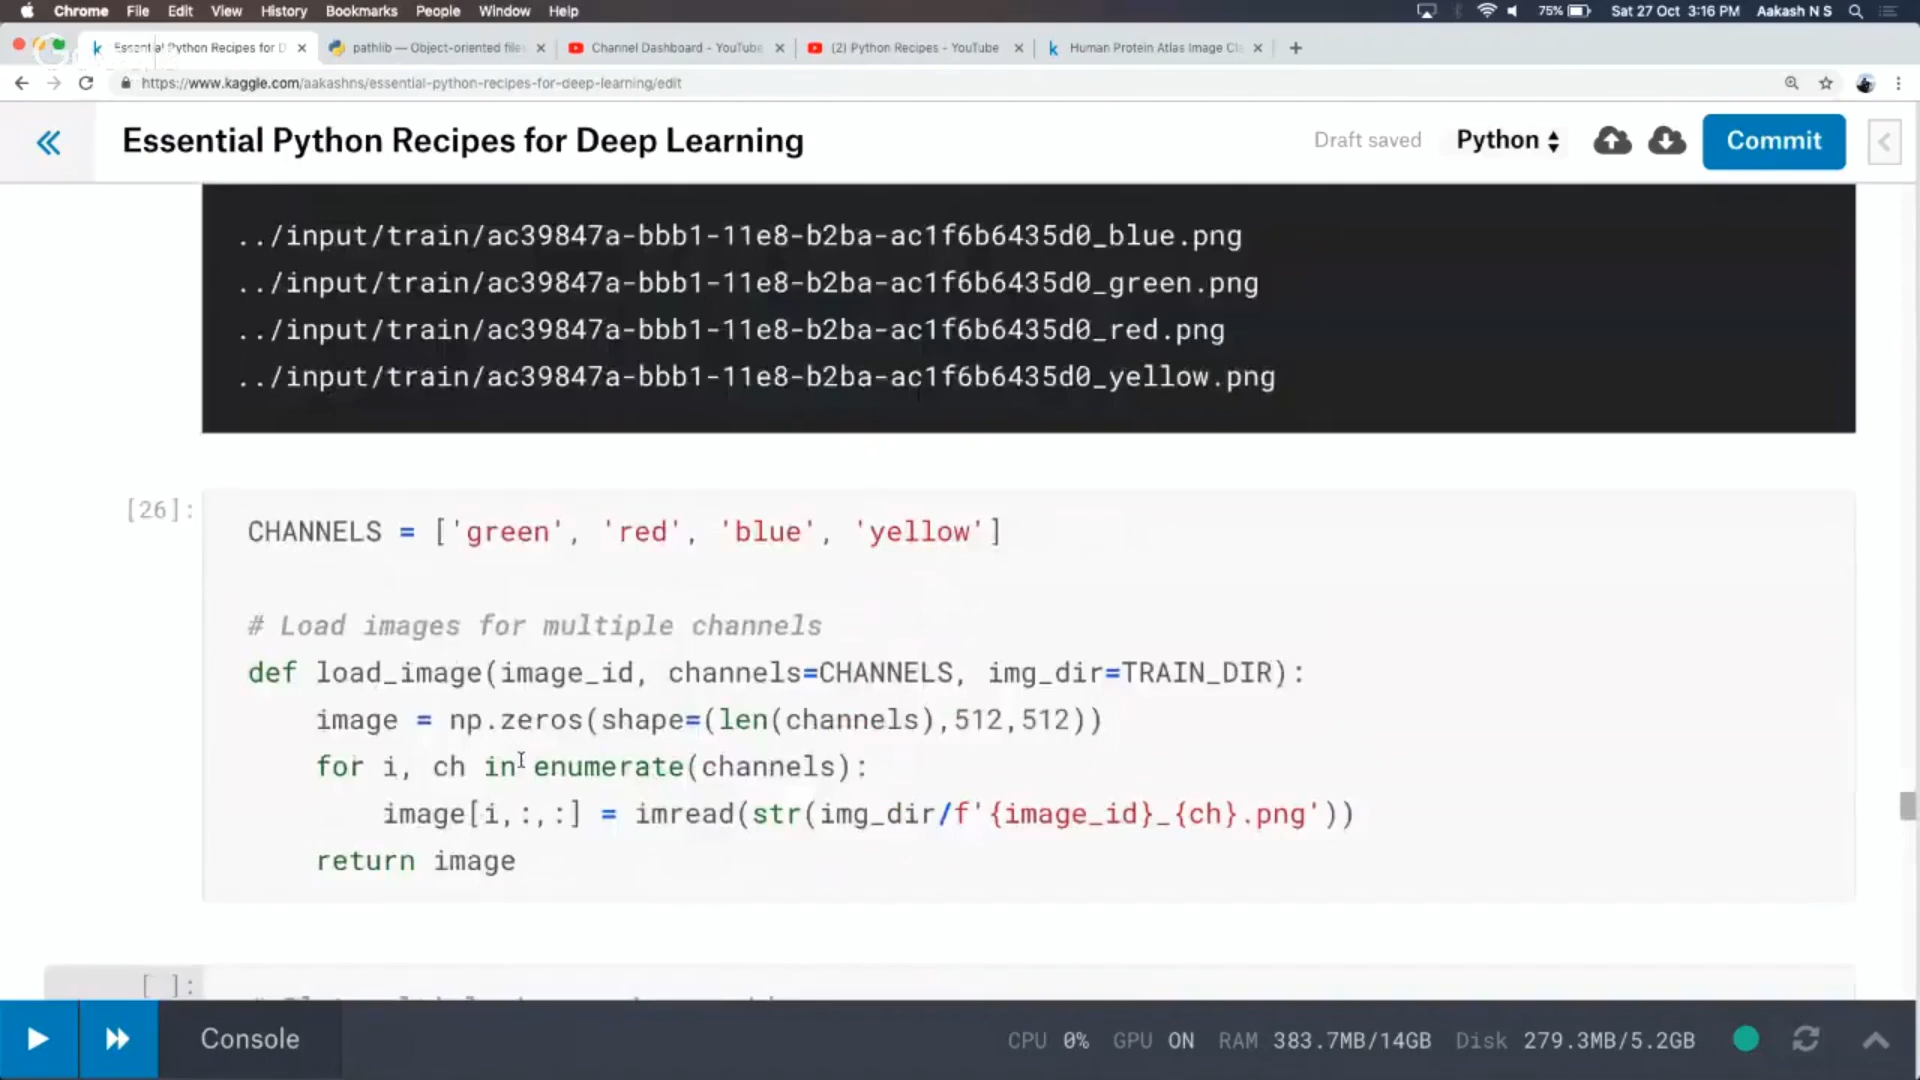 Chrome File Edit View History Bookmarks People Window Help 75% Sat 27 Oct 3:16 PM Aakash N S
Essential Python Recipes for D pathlib — Object-oriented file Channel Dashboard - YouTube (2) Python Recipes - YouTube Human Protein Atlas Image Cl
https://www.kaggle.com/aakashns/essential-python-recipes-for-deep-learning/edit
Essential Python Recipes for Deep Learning Draft saved Python Commit
../input/train/ac39847a-bbb1-11e8-b2ba-ac1f6b6435d0_blue.png
../input/train/ac39847a-bbb1-11e8-b2ba-ac1f6b6435d0_green.png
../input/train/ac39847a-bbb1-11e8-b2ba-ac1f6b6435d0_red.png
../input/train/ac39847a-bbb1-11e8-b2ba-ac1f6b6435d0_yellow.png
[26]:
CHANNELS = ['green', 'red', 'blue', 'yellow']
# Load images for multiple channels
def load_image(image_id, channels=CHANNELS, img_dir=TRAIN_DIR):
    image = np.zeros(shape=(len(channels),512,512))
    for i, ch in enumerate(channels):
        image[i,:,:] = imread(str(img_dir/f'{image_id}_{ch}.png'))
    return image
[ ]:
Console CPU 0% GPU ON RAM 383.7MB/14GB Disk 279.3MB/5.2GB